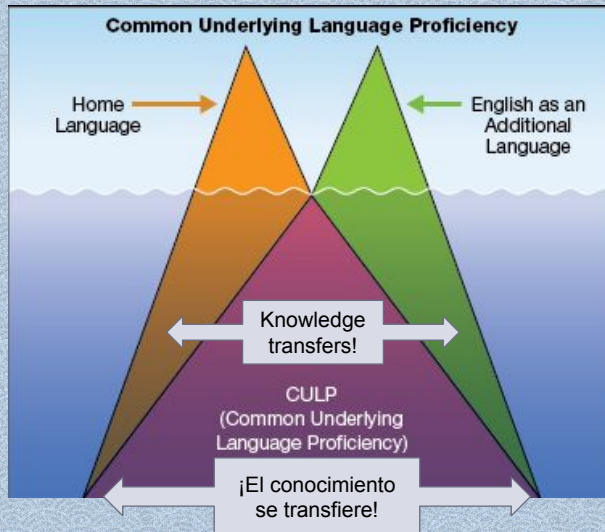 Common Underlying Language Proficiency
Home
Language
English as an
Additional
Language
Knowledge
transfers!
CULP
(Common Underlying
Language Proficiency)
¡El conocimiento
se transfiere!